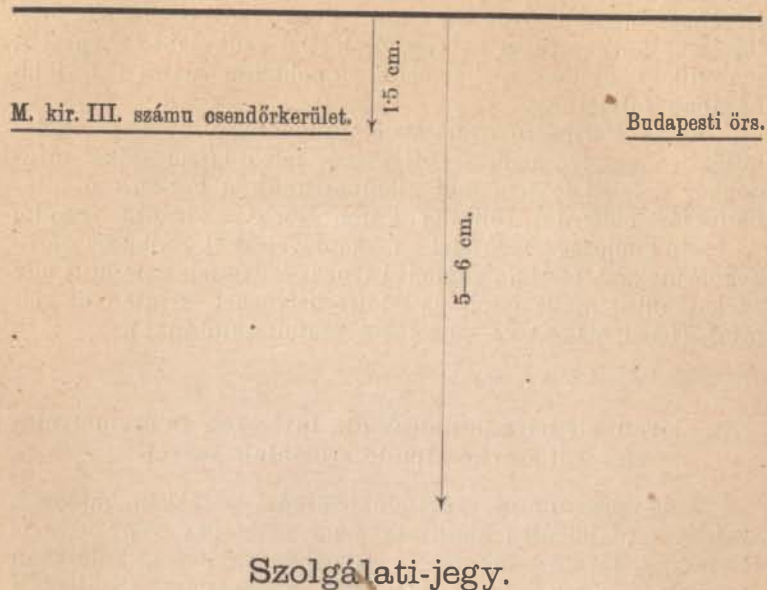 1·5 cm.
M. kir. III. számu csendőrkerület.
Budapesti örs.
5—6 cm.
Szolgálati-jegy.